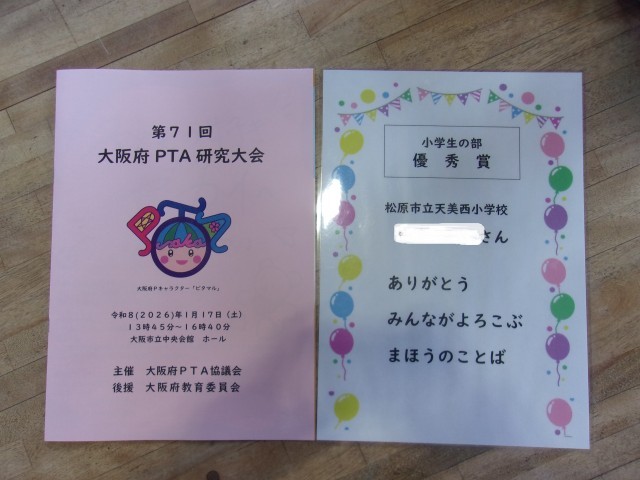 第７１回
大阪府ＰＴＡ研究大会
PTA
大阪府Pキャラクター「ピタマル」
令和８(２０２６)年１月１７日（土）
１３時４５分～１６時４０分
大阪市立中央会館　ホール
主催　大阪府ＰＴＡ協議会
後援　大阪府教育委員会
小学生の部
優秀賞
松原市立天美西小学校
さん
ありがとう
みんながよろこぶ
まほうのことば